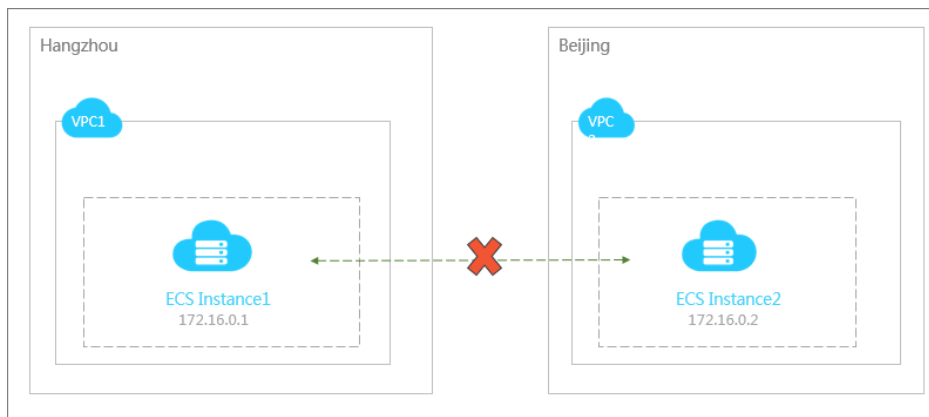 Hangzhou
Beijing
VPC1
VPC
ECS Instance1
172.16.0.1
ECS Instance2
172.16.0.2